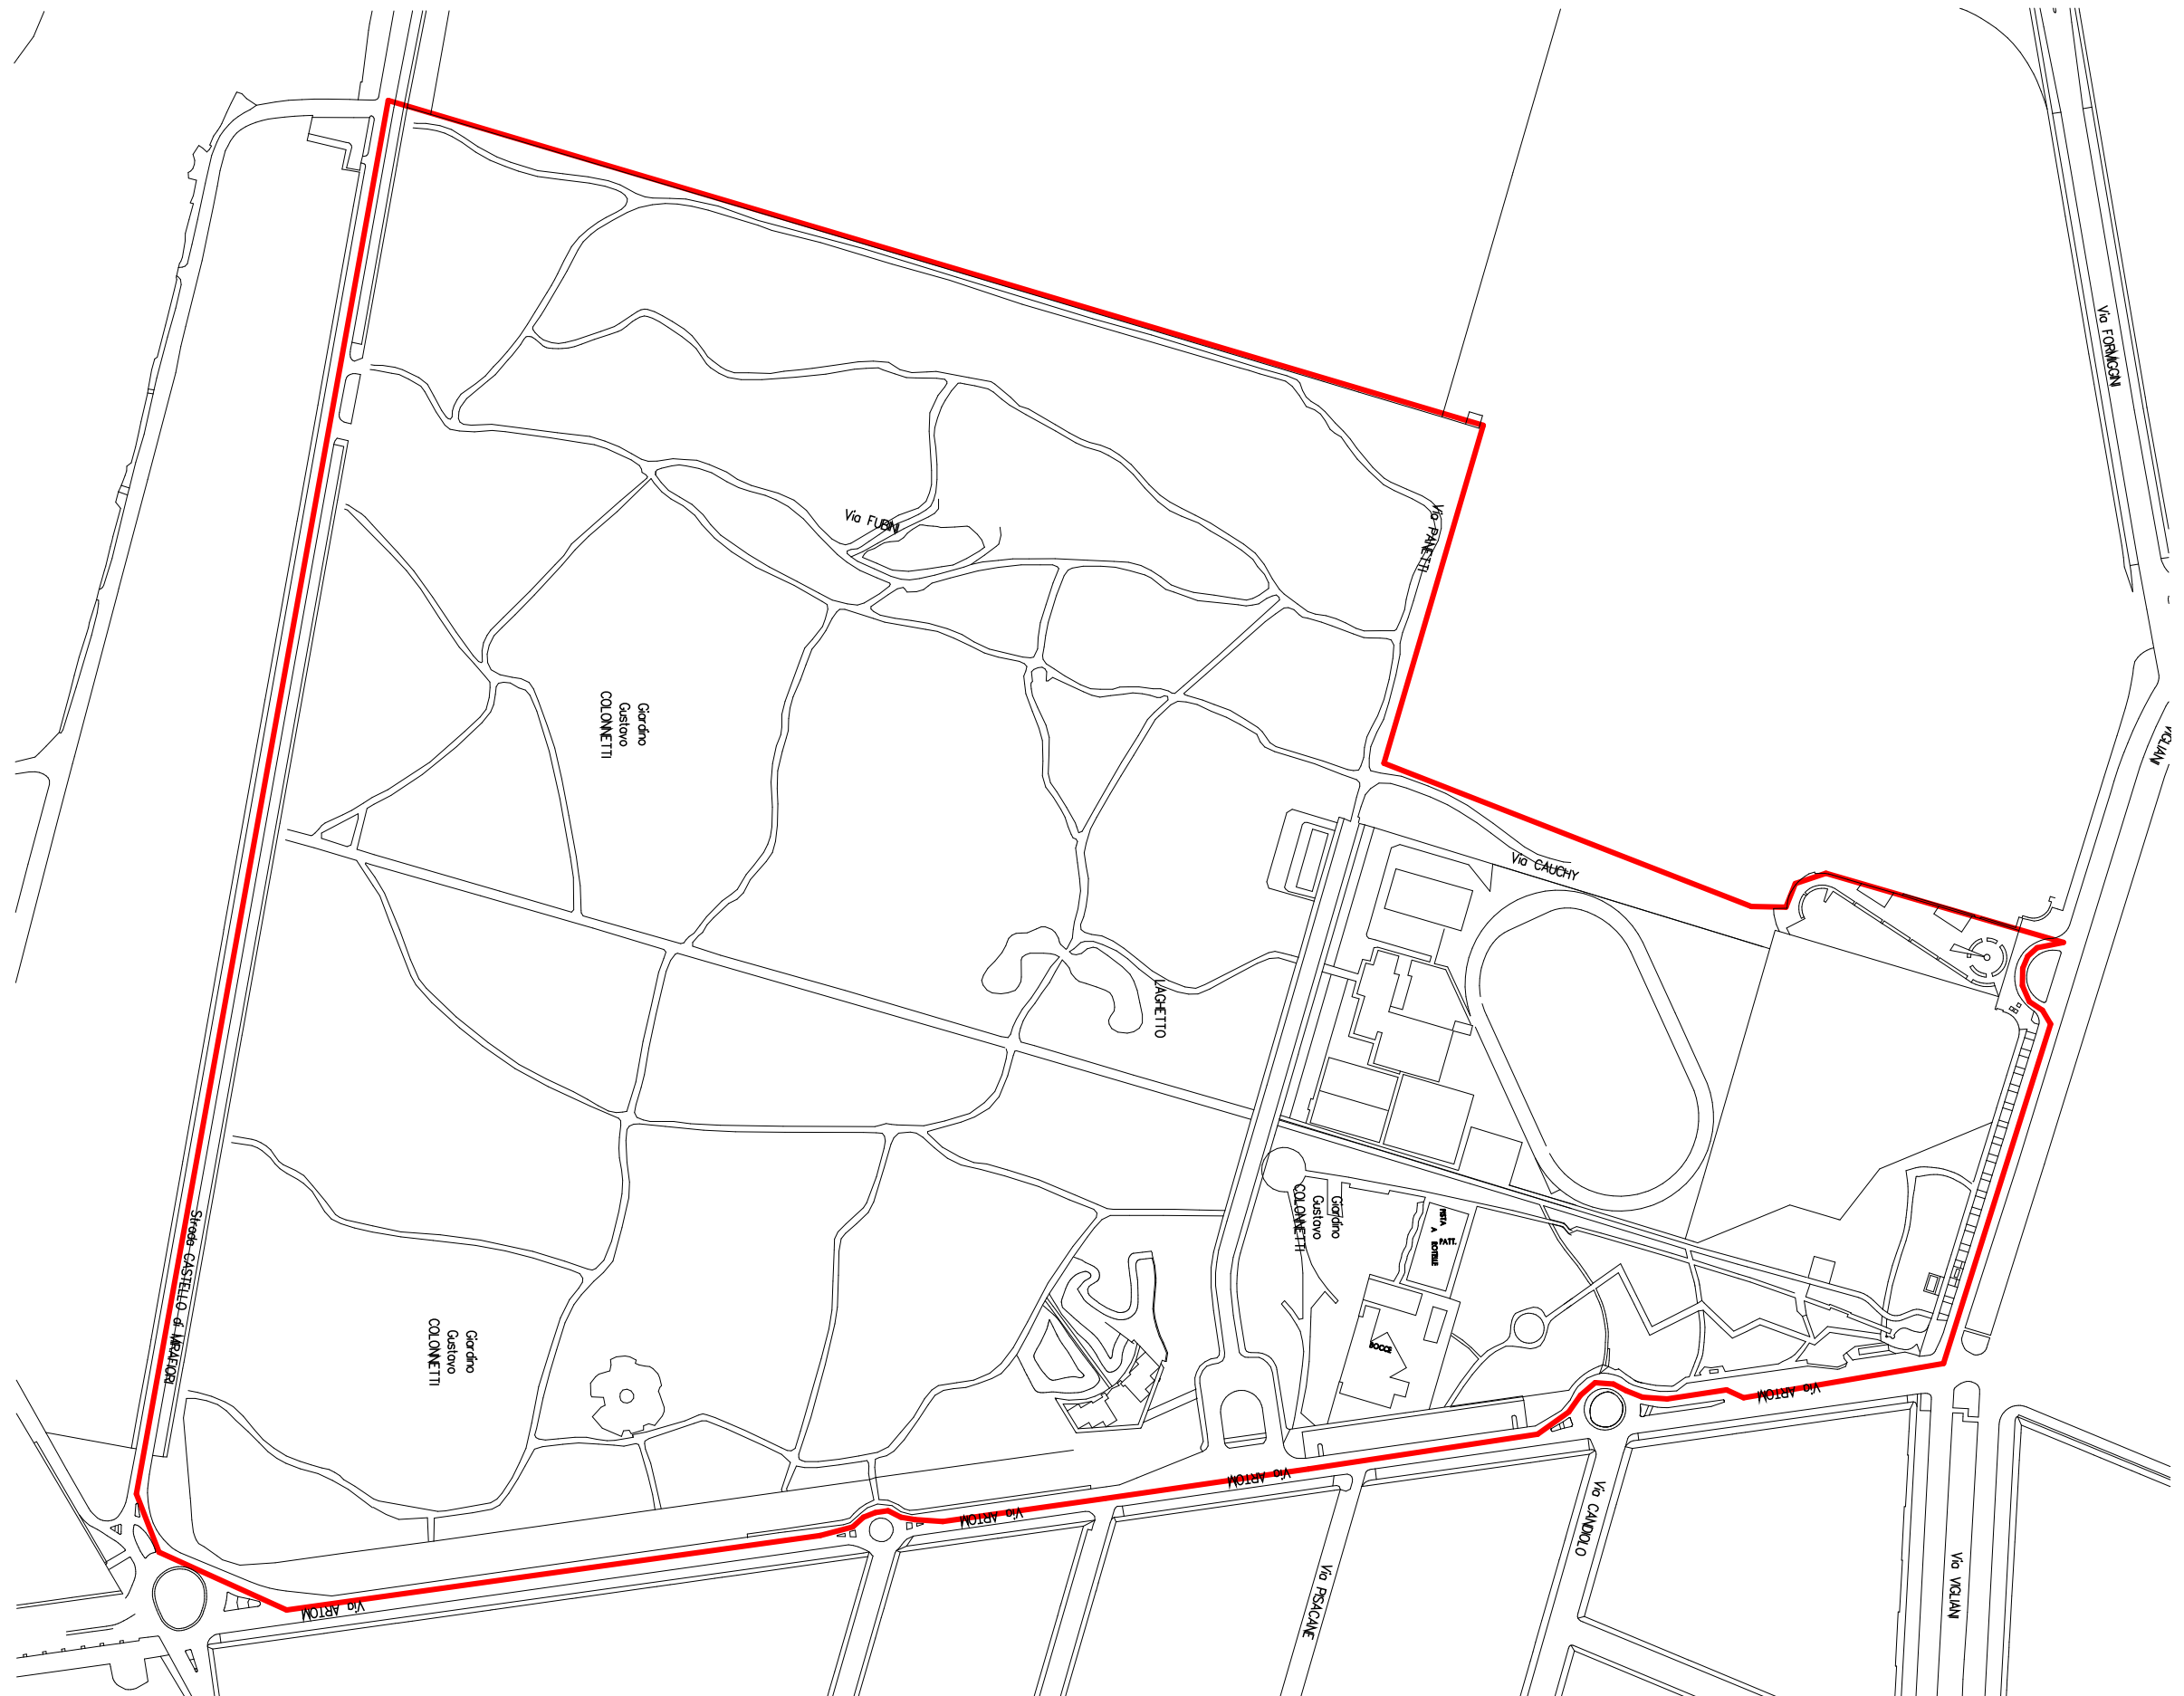 Via FORMIGGINI
Via FUBINI
Via PANETTI
Giardino
Gustavo
COLONNETTI
VIGLIANI
Via CAUCHY
LAGHETTO
Giardino
Gustavo
COLONNETTI
PISTA
A
ROTELLE
PATT.
Strada CASTELLO di MIRAFIORI
Giardino
Gustavo
COLONNETTI
BOCCE
Via ARTOM
Via ARTOM
Via ARTOM
Via ARTOM
Via CANDIOLO
Via PISACANE
Via VIGLIANI